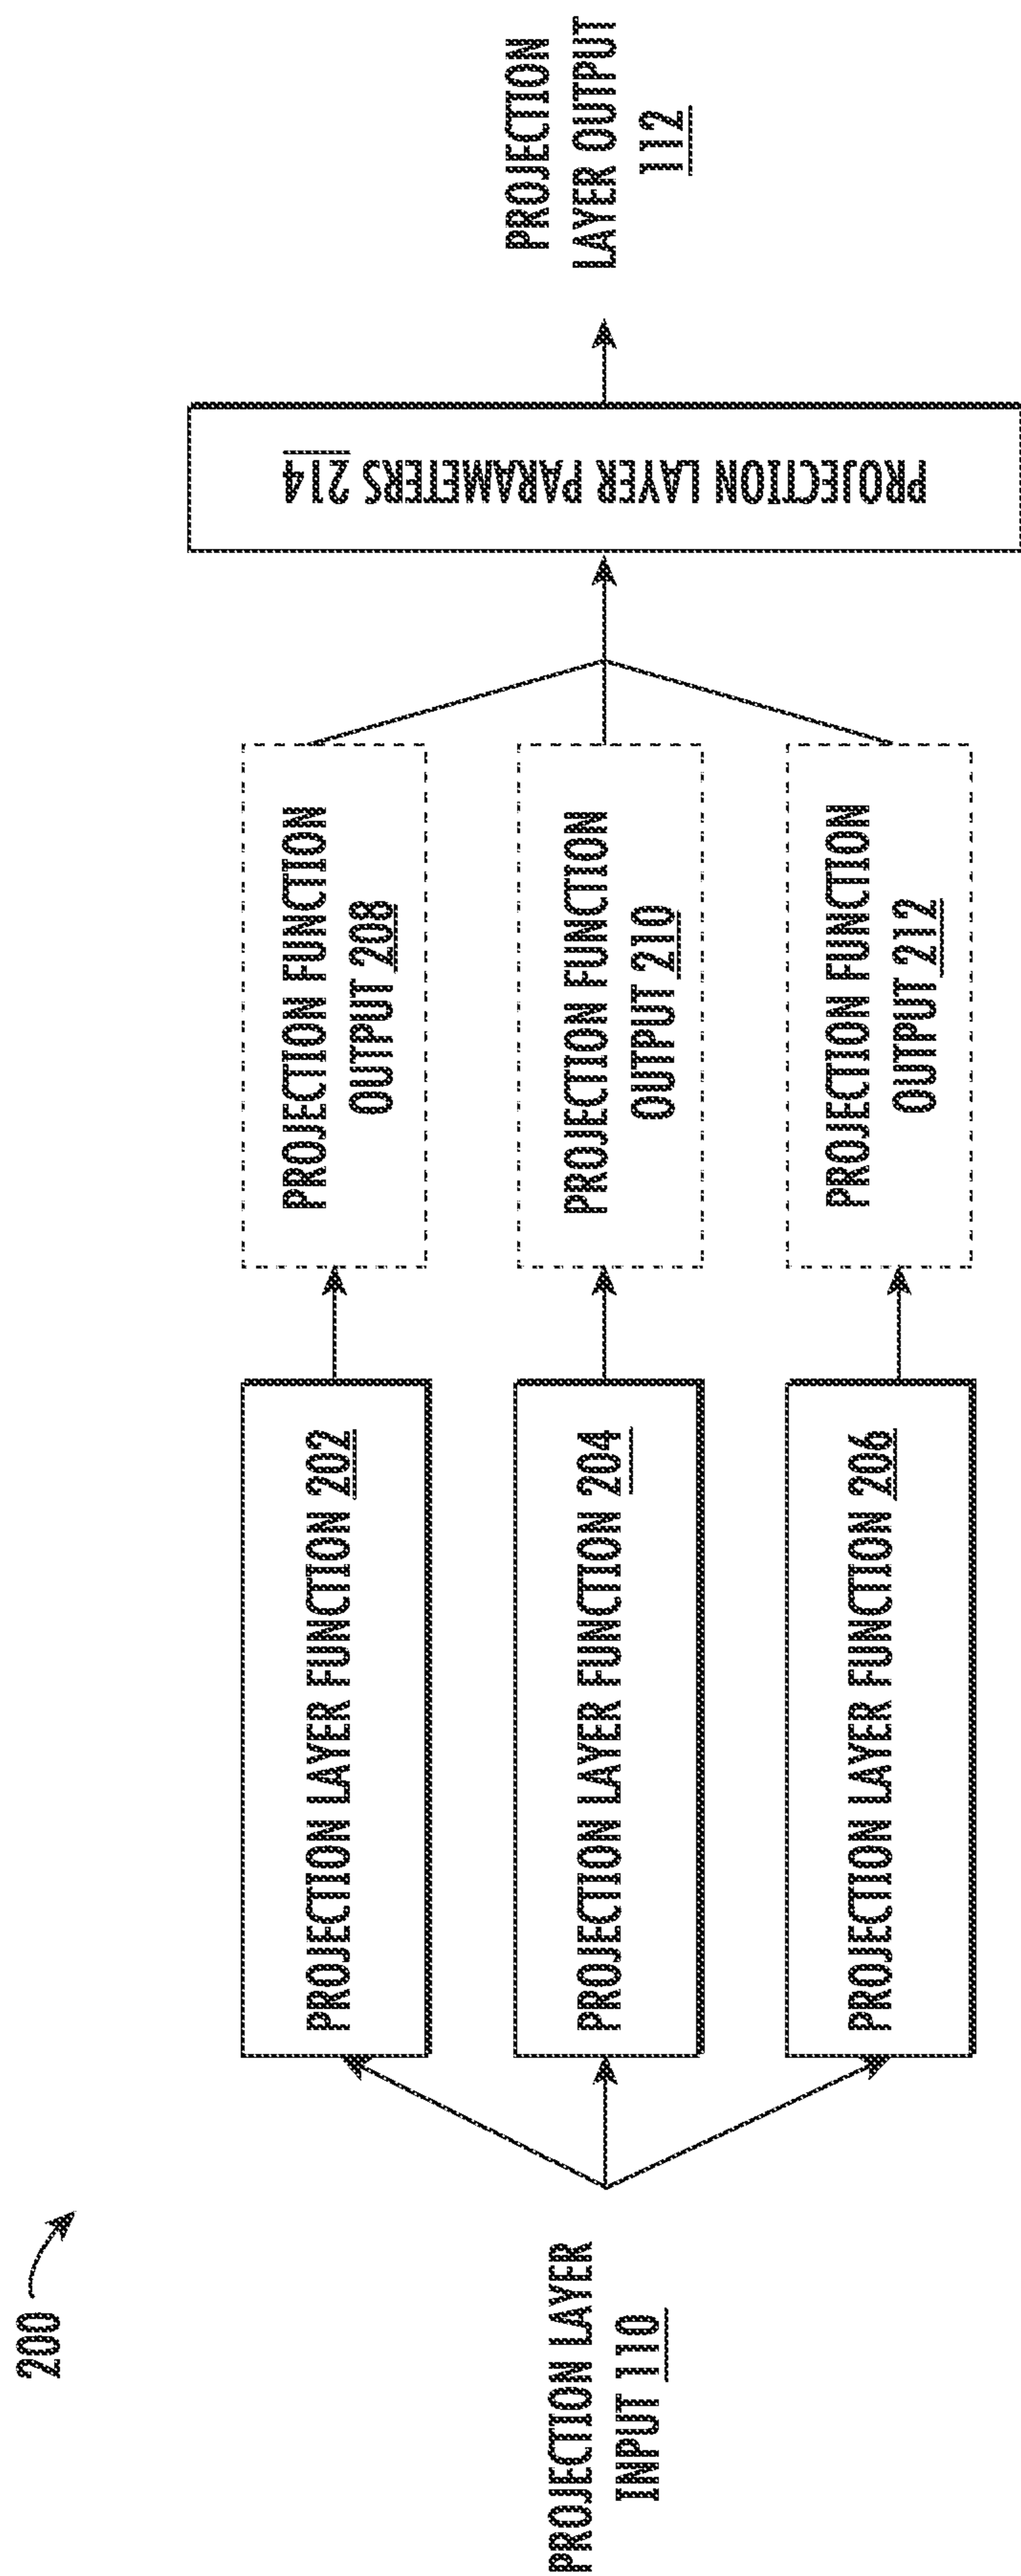 200
PROJECTION LAYER
INPUT 110
PROJECTION LAYER FUNCTION 202
PROJECTION LAYER FUNCTION 204
PROJECTION LAYER FUNCTION 206
PROJECTION FUNCTION
OUTPUT 208
PROJECTION FUNCTION
OUTPUT 210
PROJECTION FUNCTION
OUTPUT 212
PROJECTION LAYER PARAMETERS 214
PROJECTION
LAYER OUTPUT
112